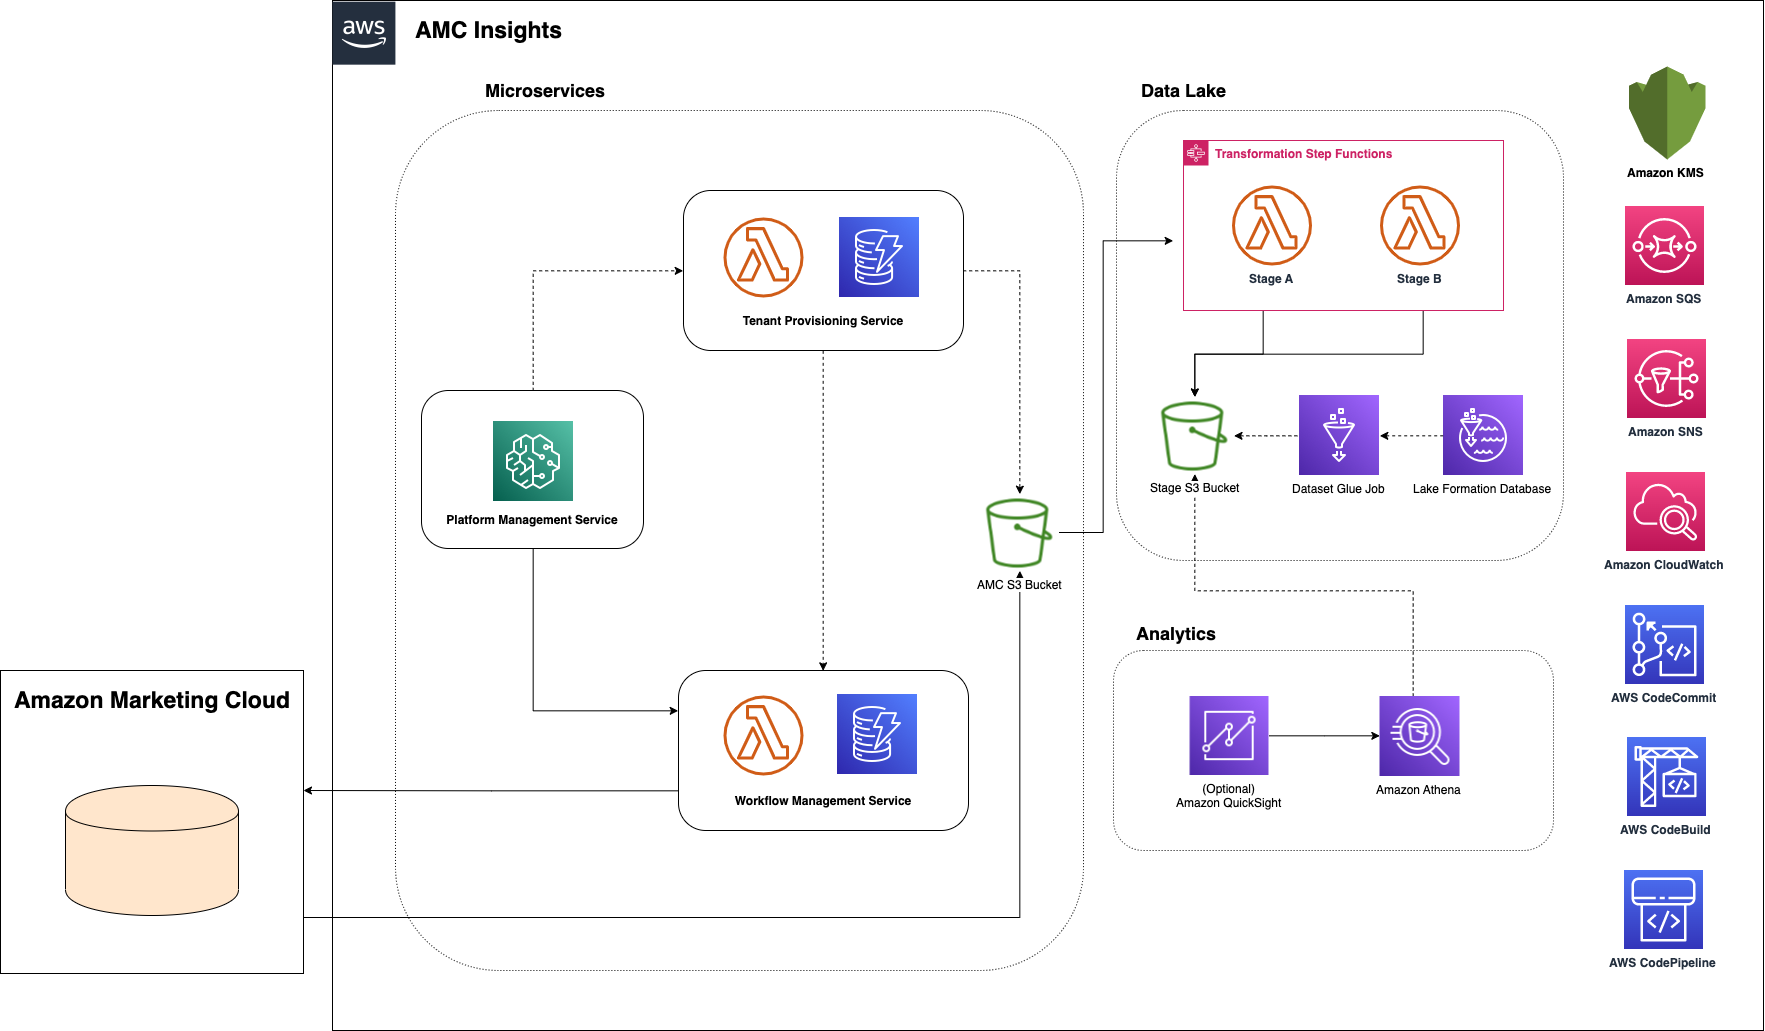 aws
AMC Insights
Microservices
Data Lake
Transformation Step Functions
Stage A
Stage B
Tenant Provisioning Service
Platform Management Service
Stage S3 Bucket
Dataset Glue Job
Lake Formation Database
AMC S3 Bucket
Analytics
Amazon Marketing Cloud
Workflow Management Service
(Optional)
Amazon QuickSight
Amazon Athena
Amazon KMS
Amazon SQS
Amazon SNS
Amazon CloudWatch
AWS CodeCommit
AWS CodeBuild
AWS CodePipeline